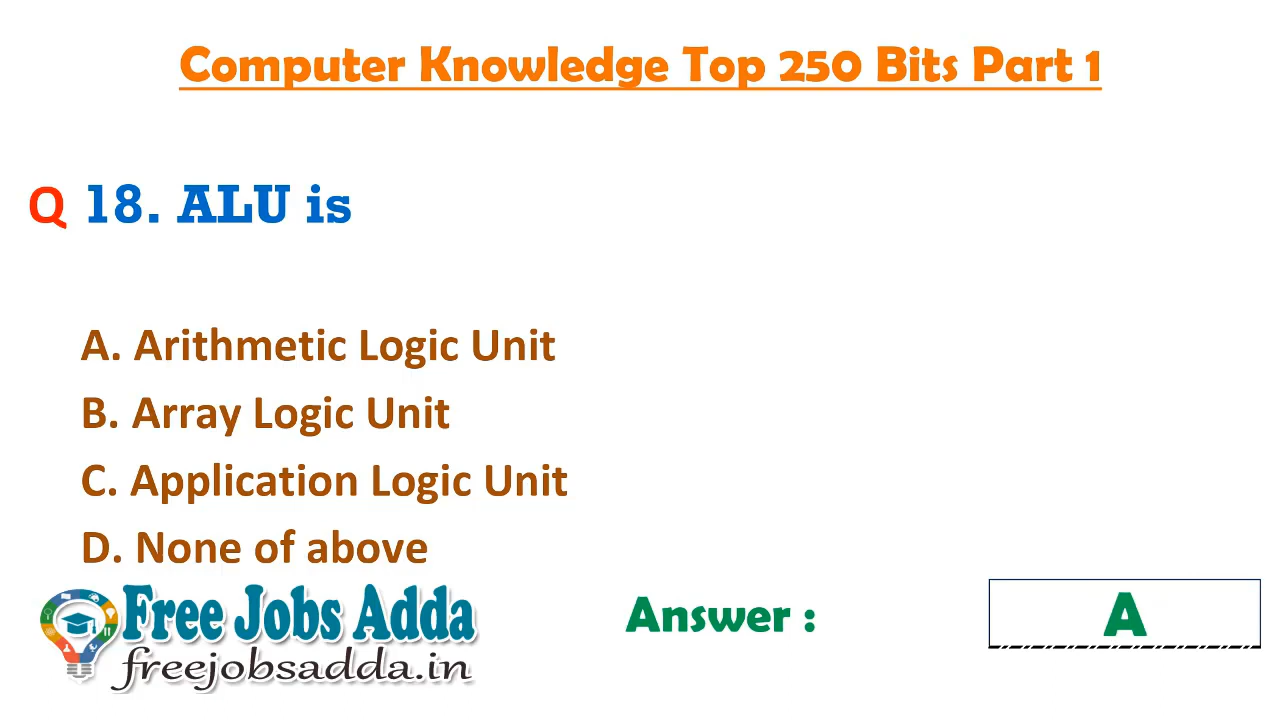 Computer Knowledge Top 250 Bits Part 1
Q 18. ALU is
A. Arithmetic Logic Unit
B. Array Logic Unit
C. Application Logic Unit
D. None of above
Free Jobs Adda
freejobsadda.in
Answer :
A